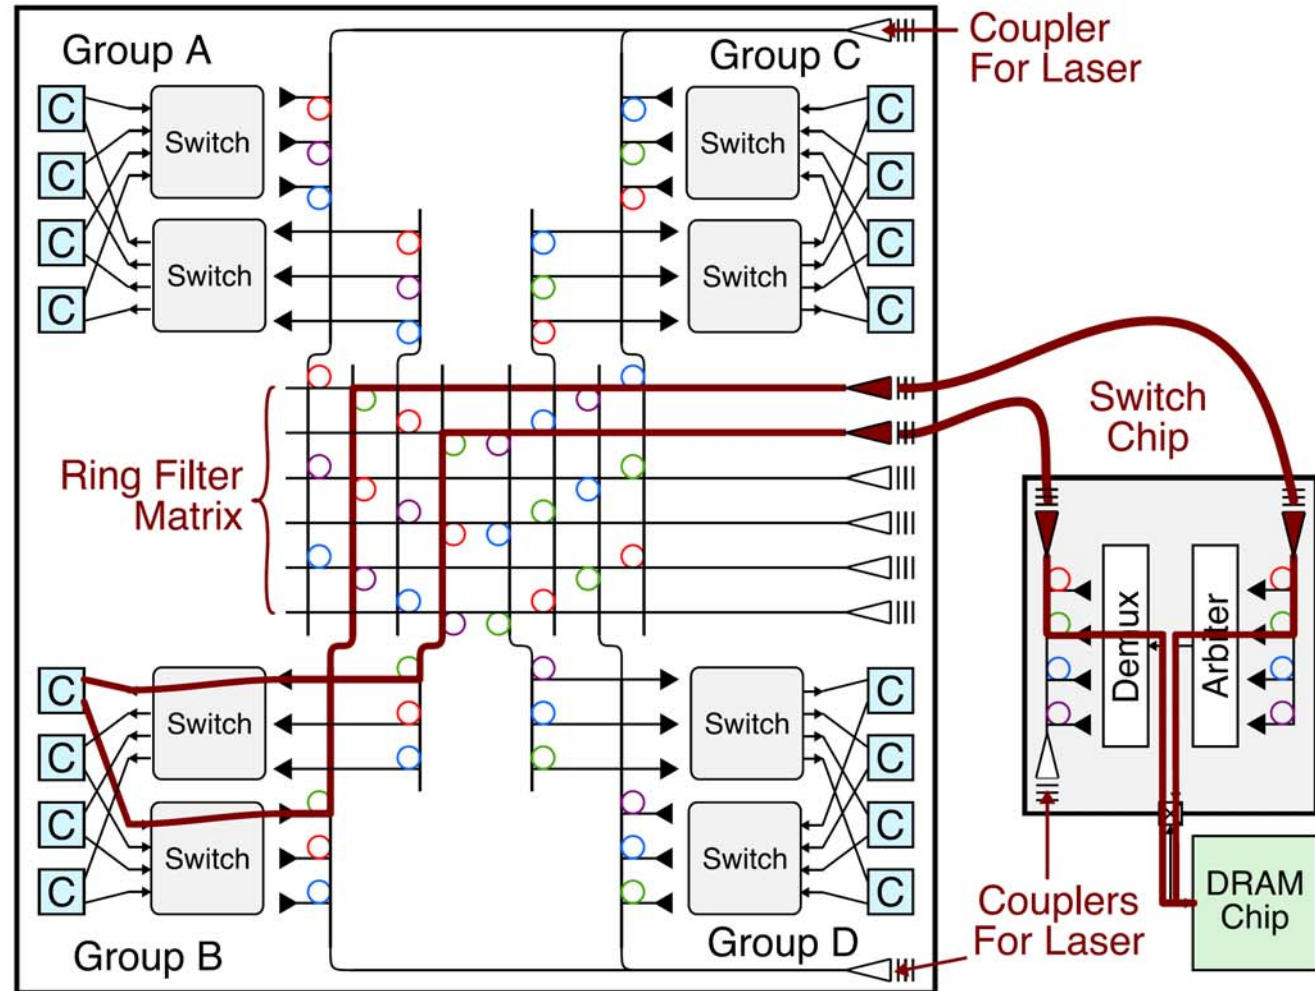 Group A
Group C
Coupler
For Laser
C
C
C
C
Switch
Switch
Switch
Switch
C
C
C
C
Ring Filter
Matrix
Switch
Chip
Demux
Arbiter
C
C
C
C
Switch
Switch
Switch
Switch
C
C
C
C
Group B
Group D
Couplers
For Laser
DRAM
Chip